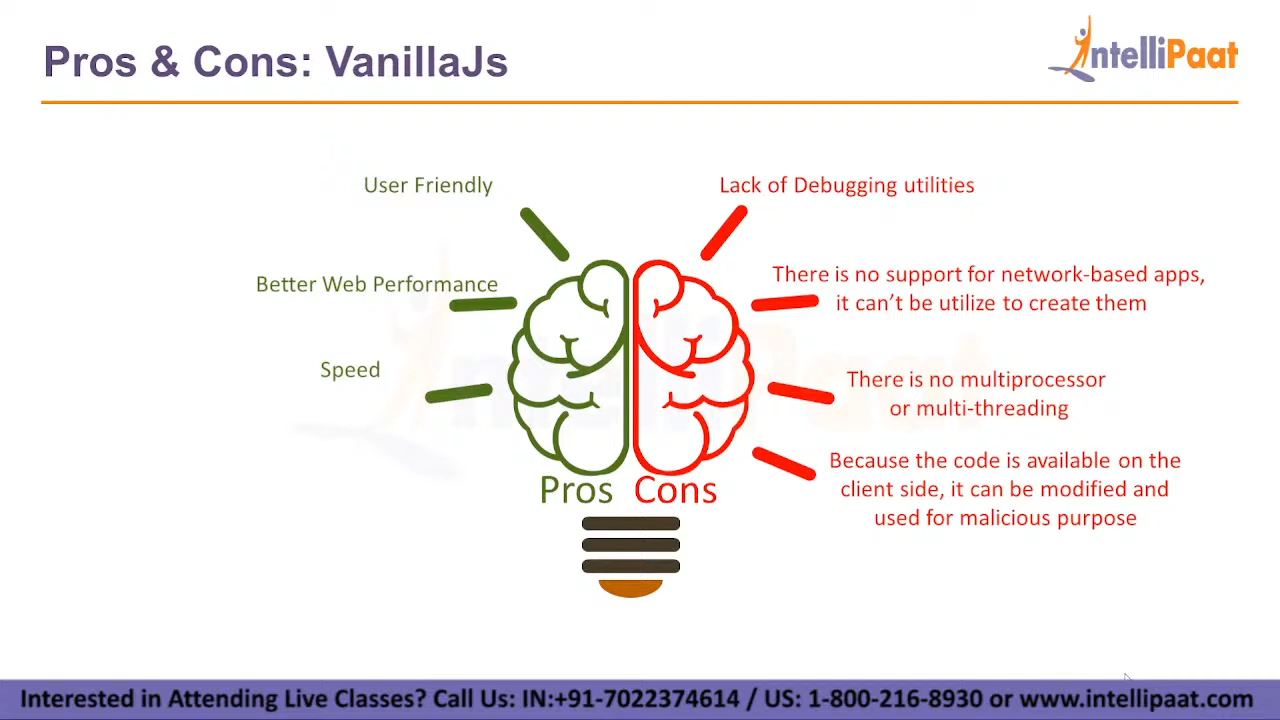 Pros & Cons: VanillaJs
IntelliPaat
User Friendly
Better Web Performance
Speed
Lack of Debugging utilities
There is no support for network-based apps,
it can’t be utilize to create them
There is no multiprocessor
or multi-threading
Because the code is available on the
client side, it can be modified and
used for malicious purpose
Pros
Cons
Interested in Attending Live Classes? Call Us: IN:+91-7022374614 / US: 1-800-216-8930 or www.intellipaat.com